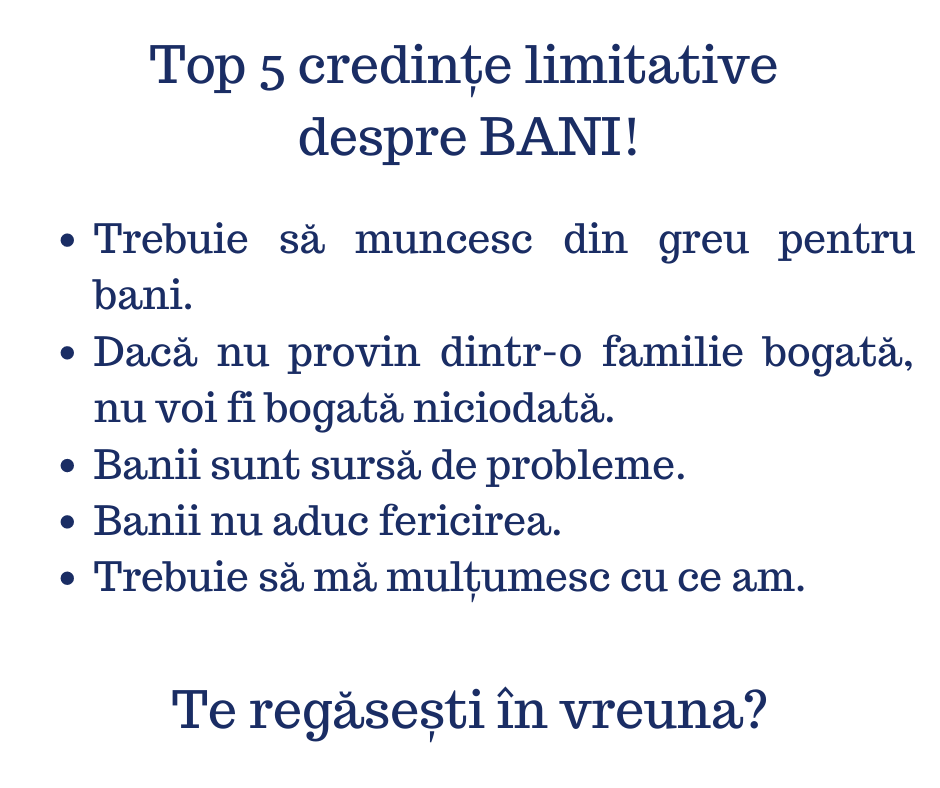 Top 5 credințe limitative
despre BANI!
• Trebuie să muncesc din greu pentru
bani.
• Dacă nu provin dintr-o familie bogată,
nu voi fi bogată niciodată.
• Banii sunt sursă de probleme.
• Banii nu aduc fericirea.
• Trebuie să mă mulțumesc cu ce am.
Te regăsești în vreuna?